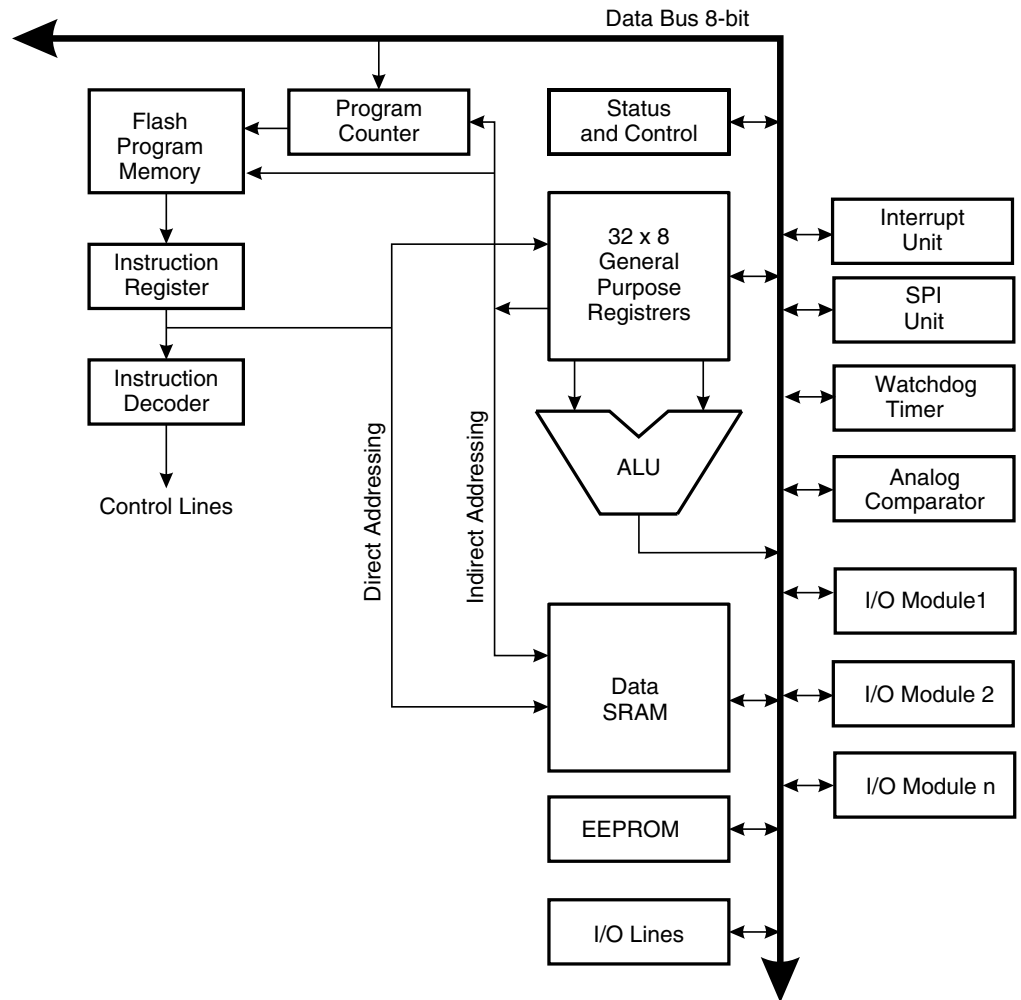 Data Bus 8-bit
Flash
Program
Memory
Program
Counter
Status
and Control
Interrupt
Unit
32 x 8
General
Purpose
Registrers
Instruction
Register
SPI
Unit
Instruction
Decoder
Watchdog
Timer
Control Lines
Direct Addressing
Indirect Addressing
ALU
Analog
Comparator
I/O Module1
Data
SRAM
I/O Module 2
I/O Module n
EEPROM
I/O Lines